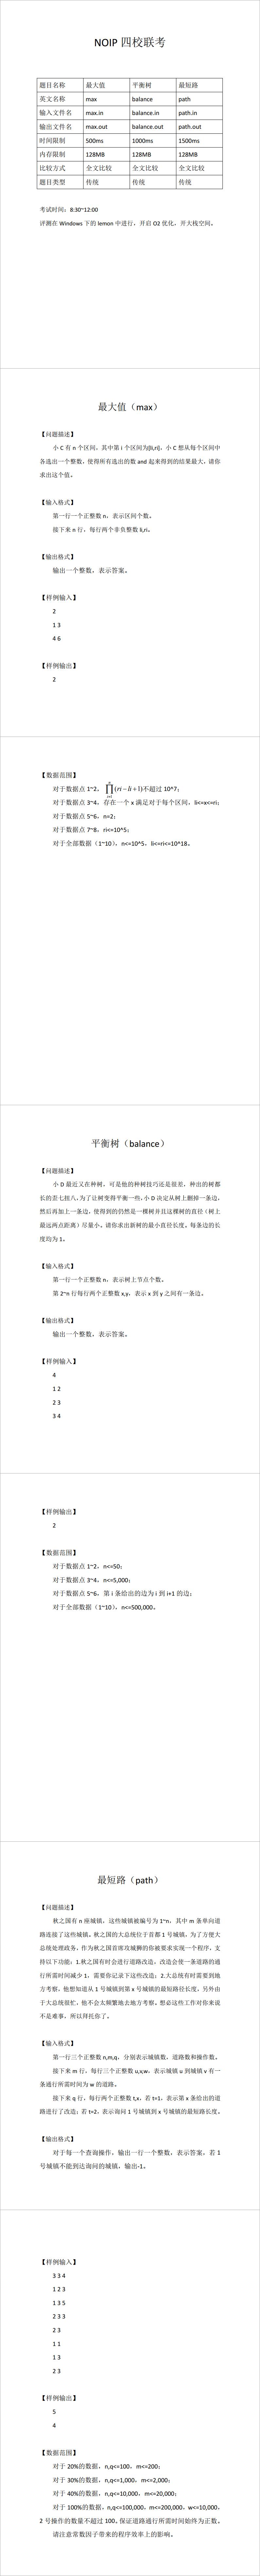 NOIP 四校联考
题目名称 最大值 平衡树 最短路
英文名称 max balance path
输入文件名 max.in balance.in path.in
输出文件名 max.out balance.out path.out
时间限制 500ms 1000ms 1500ms
内存限制 128MB 128MB 128MB
比较方式 全文比较 全文比较 全文比较
题目类型 传统 传统 传统
考试时间：8:30~12:00
评测在 Windows 下的 lemon 中进行，开启 O2 优化，开大栈空间。
最大值（max）
【问题描述】
小 C 有 n 个区间，其中第 i 个区间为[li,ri]，小 C 想从每个区间中
各选出一个整数，使得所有选出的数 and 起来得到的结果最大，请你
求出这个值。
【输入格式】
第一行一个正整数 n，表示区间个数。
接下来 n 行，每行两个非负整数 li,ri。
【输出格式】
输出一个整数，表示答案。
【样例输入】
2
1 3
4 6
【样例输出】
2
【数据范围】
对于数据点 1~2，∏(ri−li+1)不超过 10^7；
对于数据点 3~4，存在一个 x 满足对于每个区间，li<=x<=ri；
对于数据点 5~6，n=2；
对于数据点 7~8，ri<=10^5；
对于全部数据（1~10），n<=10^5，li<=ri<=10^18。
平衡树（balance）
【问题描述】
小 D 最近又在种树，可是他的种树技巧还是很差，种出的树都
长的歪七扭八，为了让树变得平衡一些，小 D 决定从树上删掉一条边，
然后再加上一条边，使得到的仍然是一棵树并且这棵树的直径（树上
最远两点距离）尽量小，请你求出新树的最小直径长度。每条边的长
度均为 1。
【输入格式】
第一行一个正整数 n，表示树上节点个数。
第 2~n 行每行两个正整数 x,y，表示 x 到 y 之间有一条边。
【输出格式】
输出一个整数，表示答案。
【样例输入】
4
1 2
2 3
3 4
【样例输出】
2
【数据范围】
对于数据点 1~2，n<=50；
对于数据点 3~4，n<=5,000；
对于数据点 5~6，第 i 条给出的边为 i 到 i+1 的边；
对于全部数据（1~10），n<=500,000。
最短路（path）
【问题描述】
秋之国有 n 座城镇，这些城镇被编号为 1~n，其中 m 条单向道
路连接了这些城镇，秋之国的大总统位于首都 1 号城镇，为了方便大
总统处理政务，作为秋之国首席攻城狮的你被要求实现一个程序，支
持以下功能：1.秋之国有时会进行道路改造，改造会使一条道路的通
行所需时间减少 1，需要你记录下这些改造；2.大总统有时需要到地
方考察，他想知道从 1 号城镇到第 x 号城镇的最短路径长度，另外由
于大总统很忙，他不会太频繁地去地方考察。想必这些工作对你来说
不是难事，所以拜托你了。
【输入格式】
第一行三个正整数 n,m,q，分别表示城镇数，道路数和操作数。
接下来 m 行，每行三个正整数 u,v,w，表示城镇 u 到城镇 v 有一
条通行所需时间为 w 的道路。
接下来 q 行，每行两个正整数 t,x，若 t=1，表示第 x 条给出的道
路进行了改造；若 t=2，表示询问 1 号城镇到 x 号城镇的最短路长度。
【输出格式】
对于每一个查询操作，输出一行一个整数，表示答案，若 1
号城镇不能到达询问的城镇，输出-1。
【样例输入】
3 3 4
1 2 3
1 3 5
2 3 3
2 3
1 1
1 3
2 3
【样例输出】
5
4
【数据范围】
对于 20%的数据，n,q<=100，m<=200；
对于 30%的数据，n,q<=1,000，m<=2,000；
对于 40%的数据，n,q<=10,000，m<=20,000；
对于 100%的数据，n,q<=100,000，m<=200,000，w<=10,000，
2 号操作的数量不超过 100，保证道路通行所需时间始终为正数。
请注意常数因子带来的程序效率上的影响。